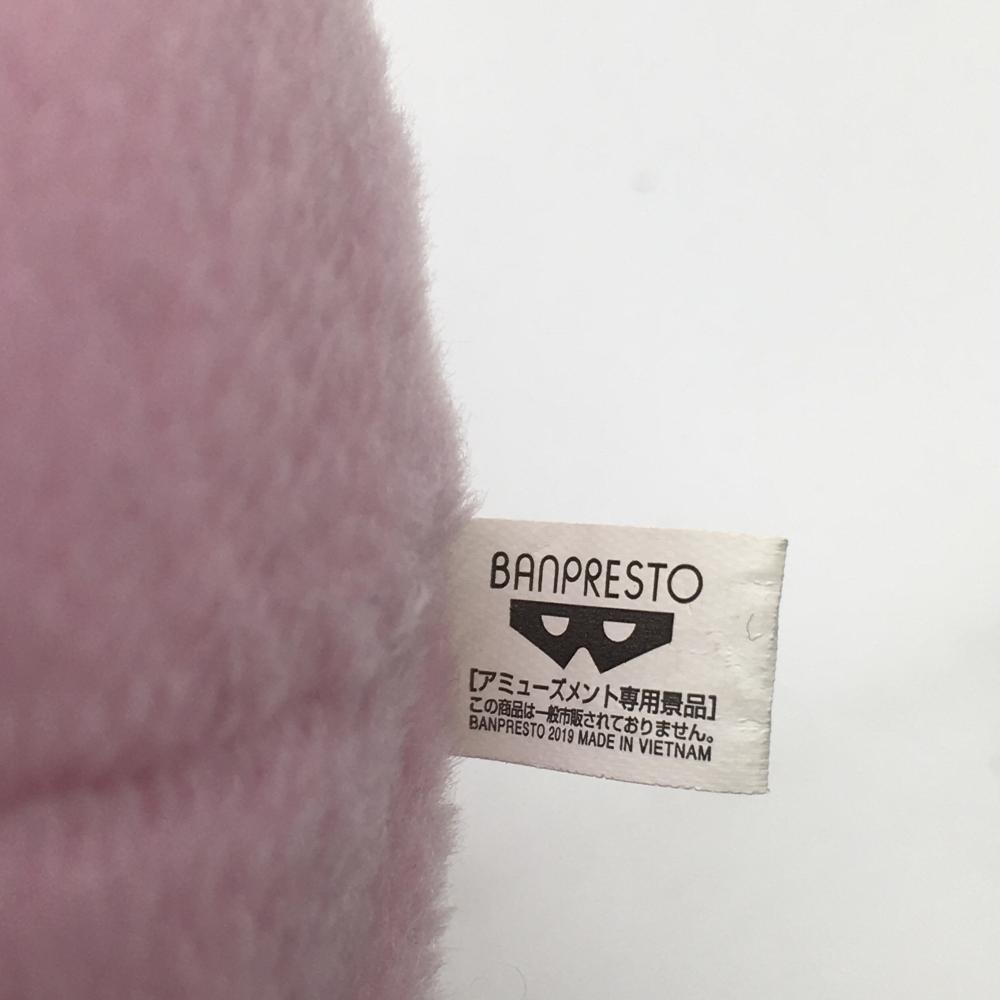 BANPRESTO
[アミューズメント専用景品]
この商品は一般市販されておりません。
BANPRESTO 2019 MADE IN VIETNAM